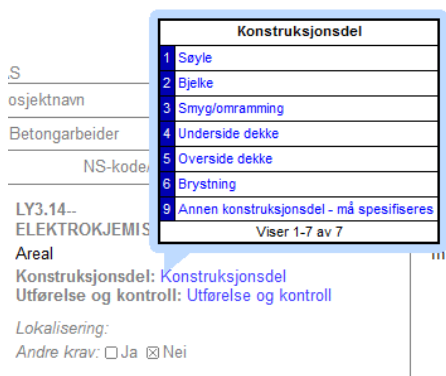 Konstruksjonsdel
1 Søyle
2 Bjelke
3 Smyg/omramming
4 Underside dekke
5 Overside dekke
6 Brystning
9 Annen konstruksjonsdel - må spesifiseres
Viser 1-7 av 7
osjektnavn
Betongarbeider
NS-kode/
LY3.14--
ELEKTROKJEMIS
Areal
Konstruksjonsdel: Konstruksjonsdel
Utførelse og kontroll: Utførelse og kontroll
Lokalisering:
Andre krav: ☐ Ja ☒ Nei